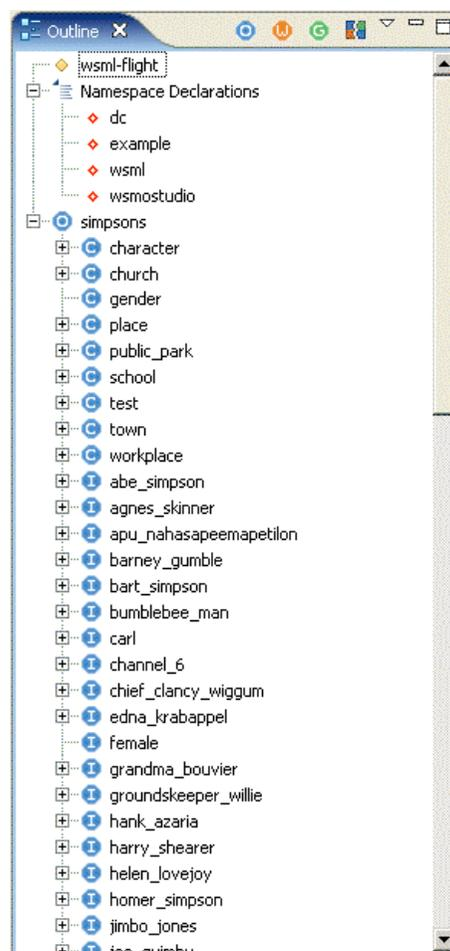 Outline
wsml-flight
Namespace Declarations
dc
example
wsml
wsmostudio
simpsons
character
church
gender
place
public_park
school
test
town
workplace
abe_simpson
agnes_skinner
apu_nahasapeemapetilon
barney_gumble
bart_simpson
bumblebee_man
carl
channel_6
chief_clancy_wiggum
edna_krabappel
female
grandma_bouvier
groundskeeper_willie
hank_azaria
harry_shearer
helen_lovejoy
homer_simpson
jimbo_jones